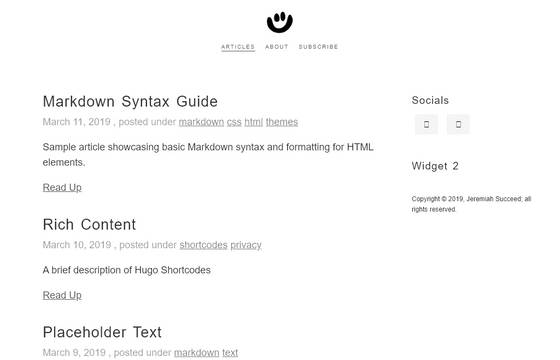 ARTICLES ABOUT SUBSCRIBE
Markdown Syntax Guide
March 11, 2019 , posted under markdown css html themes
Sample article showcasing basic Markdown syntax and formatting for HTML
elements.
Read Up
Rich Content
March 10, 2019 , posted under shortcodes privacy
A brief description of Hugo Shortcodes
Read Up
Placeholder Text
March 9, 2019 , posted under markdown text
Socials
Widget 2
Copyright © 2019, Jeremiah Succeed; all
rights reserved.